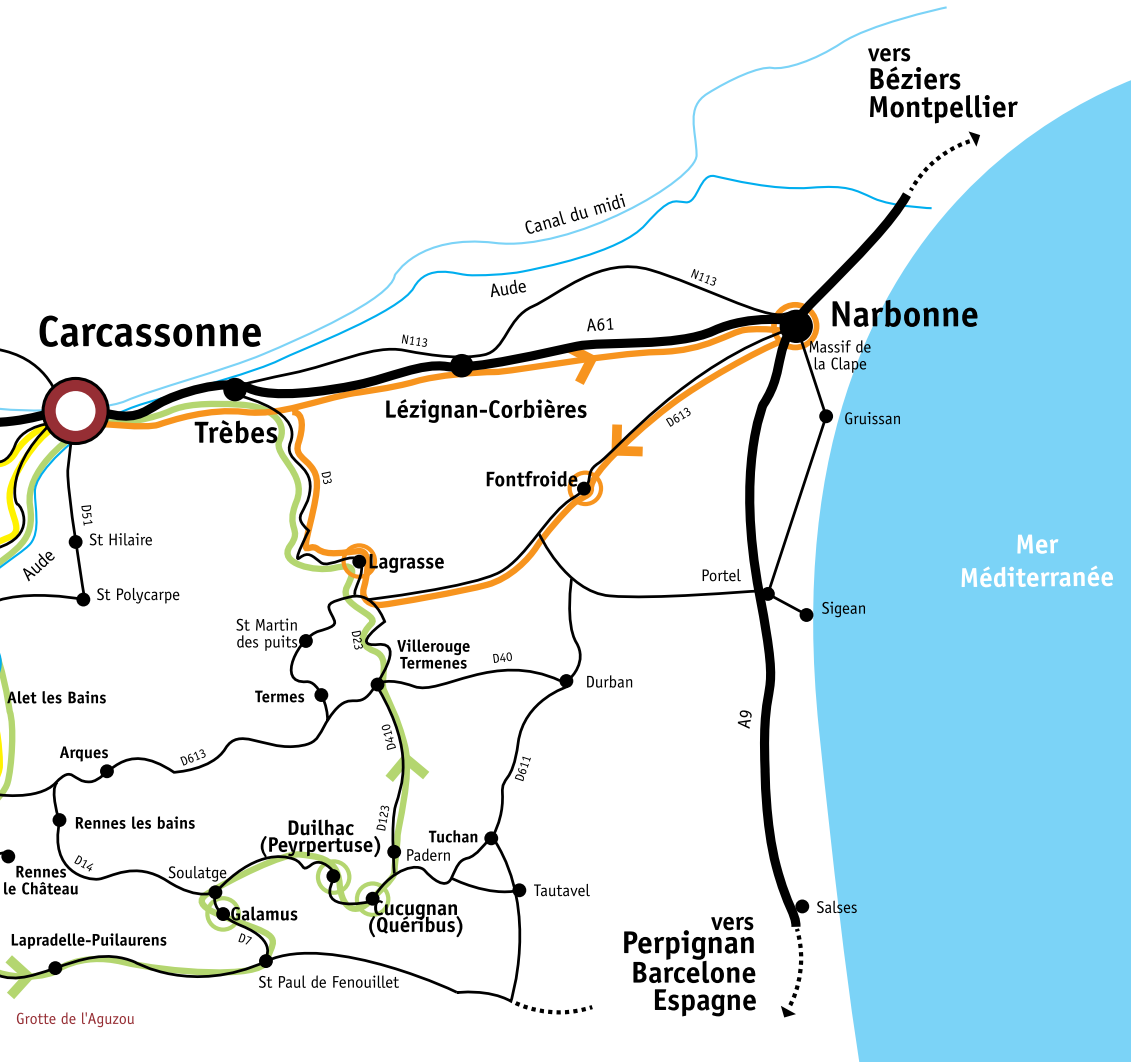 vers
Béziers
Montpellier
Canal du midi
Aude
N113
Carcassonne
A61
N113
Narbonne
Massif de
la Clape
Lézignan-Corbières
Trèbes
D613
Gruissan
D3
Fontfroide
D51
St Hilaire
Aude
Lagrasse
Mer
Méditerranée
Portel
St Polycarpe
Sigean
St Martin
des puits
D23
Villerouge
Termenes
D40
Durban
Alet les Bains
Termes
A9
D410
Arques
D613
D611
Rennes les bains
D123
Duilhac
(Peyrpertuse)
Tuchan
Padern
D14
Soulatge
Rennes
le Château
Tautavel
Galamus
Cucugnan
(Quéribus)
Salses
vers
Perpignan
Barcelone
Espagne
Lapradelle-Puilaurens
D7
St Paul de Fenouillet
Grotte de l'Aguzou